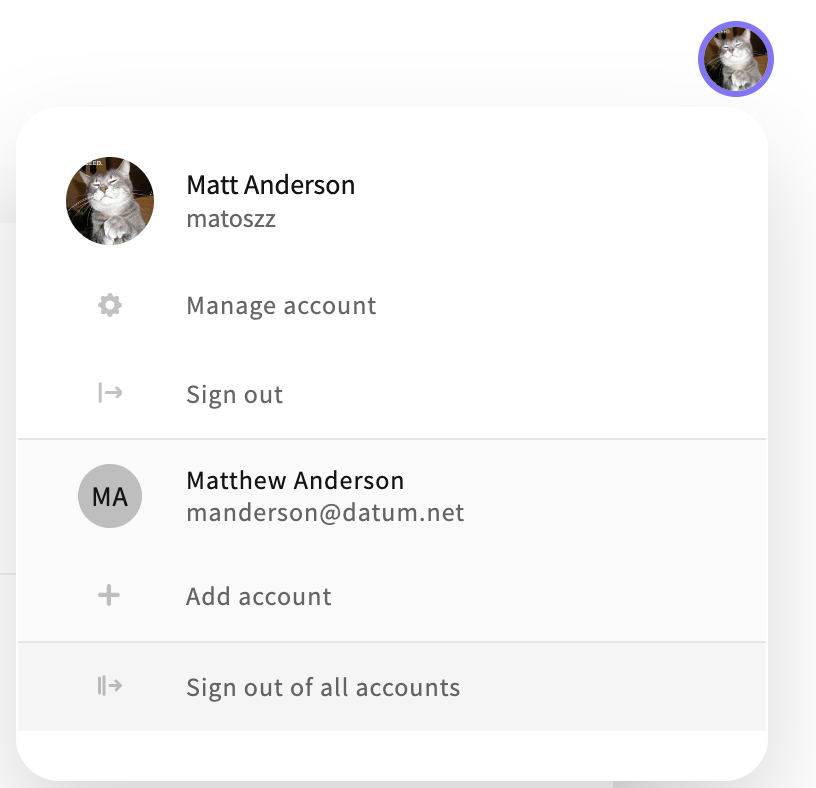 Matt Anderson
matoszz
Manage account
Sign out
MA
Matthew Anderson
manderson@datum.net
Add account
Sign out of all accounts